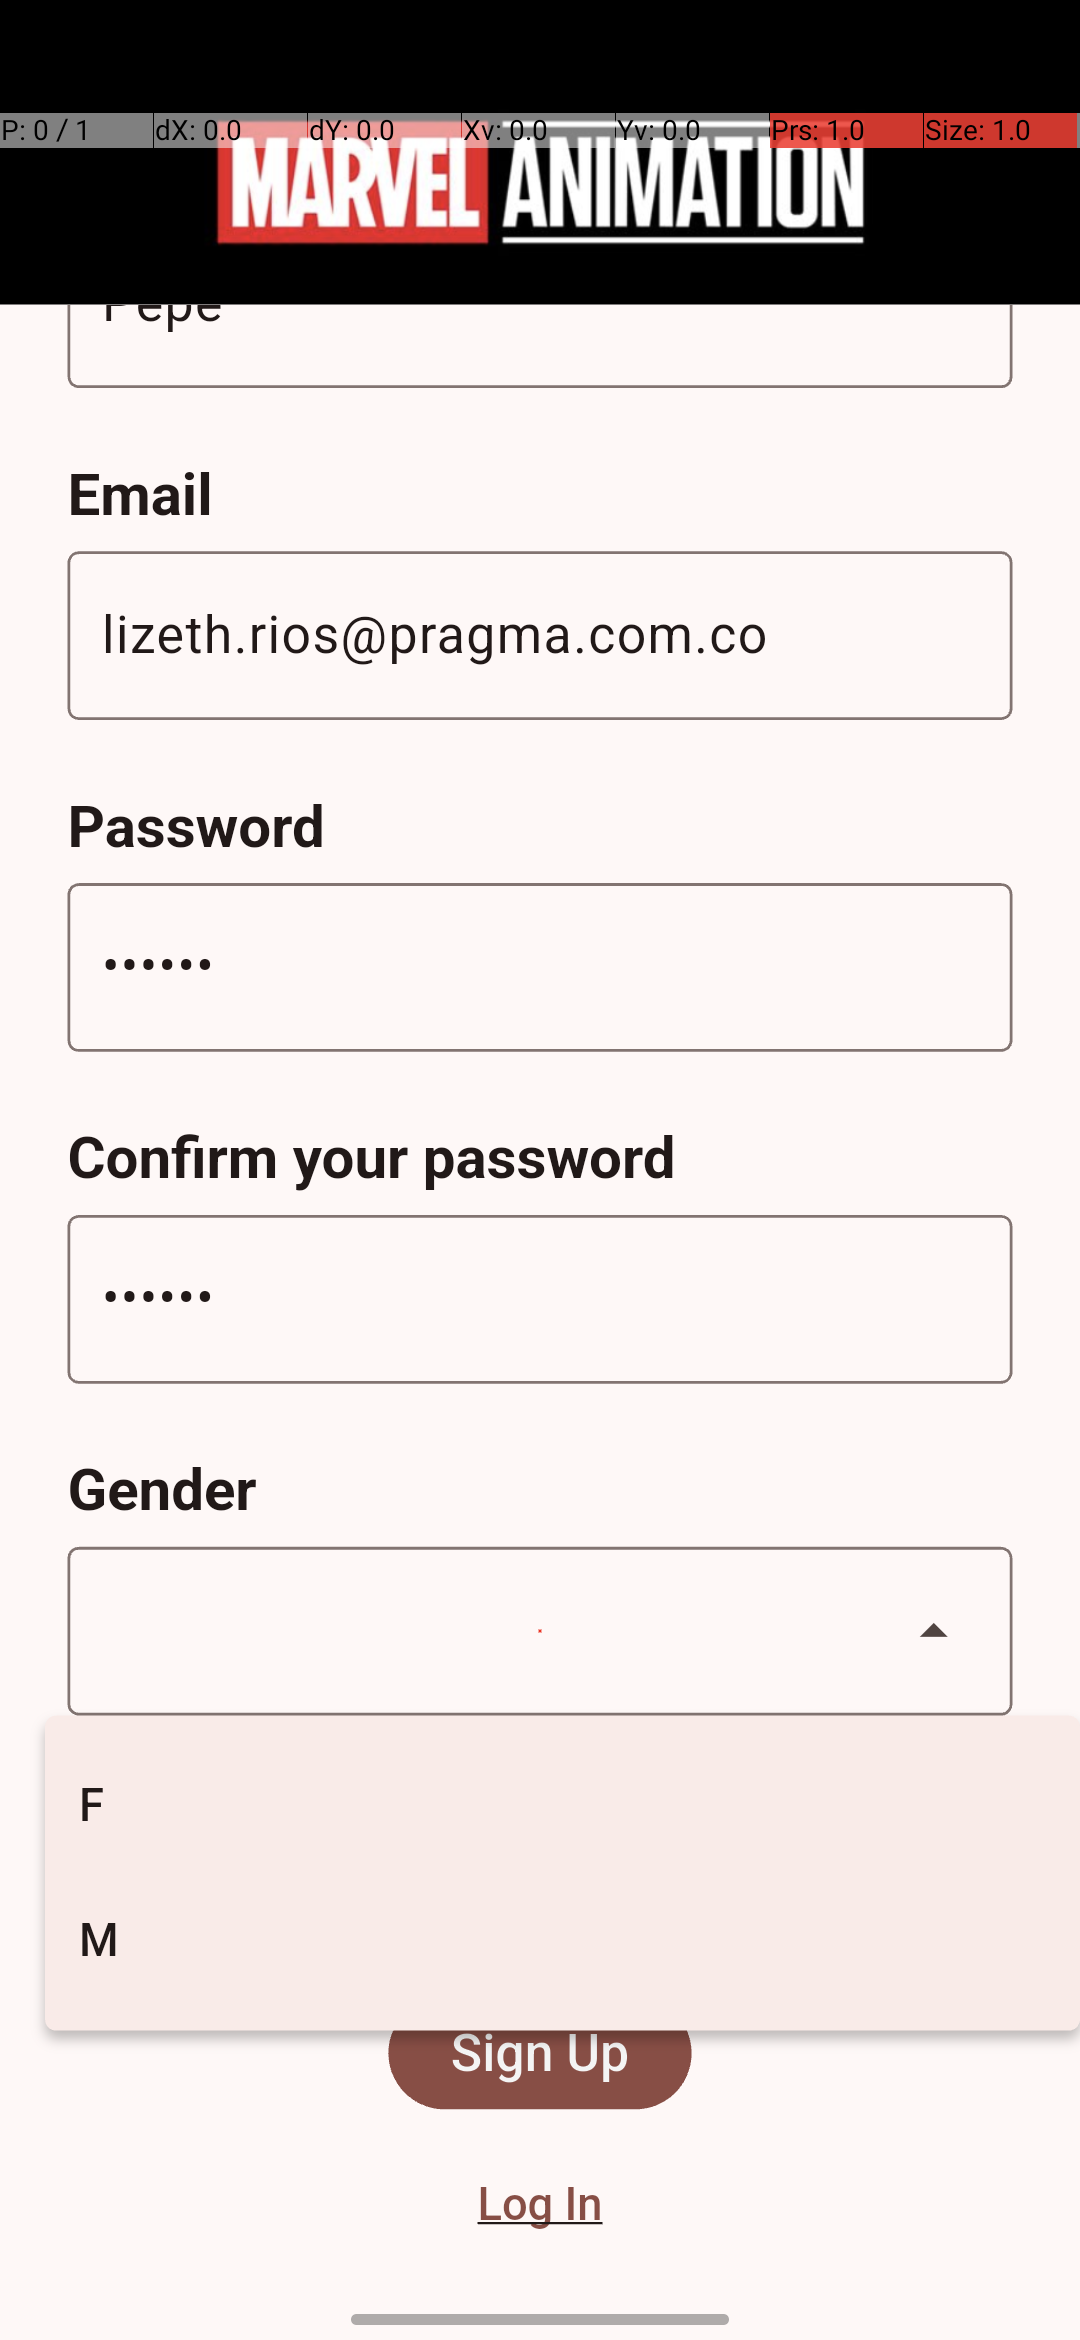 P: 0 / 1 dX: 0.0 dY: 0.0 Xv: 0.0 Yv: 0.0 Prs: 1.0 Size: 1.0
MARVEL ANIMATION
Pepe
Email
lizeth.rios@pragma.com.co
Password
••••••
Confirm your password
••••••
Gender
F
M
Sign Up
Log In